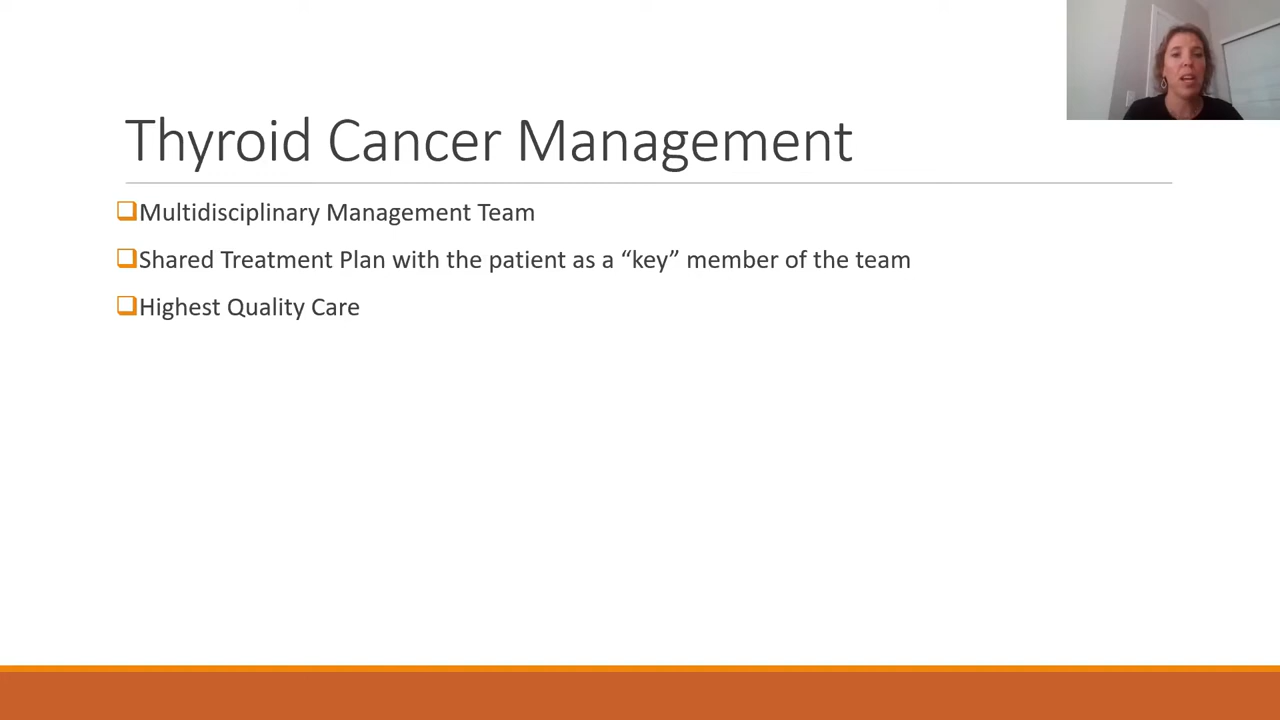 Thyroid Cancer Management
Multidisciplinary Management Team
Shared Treatment Plan with the patient as a “key” member of the team
Highest Quality Care